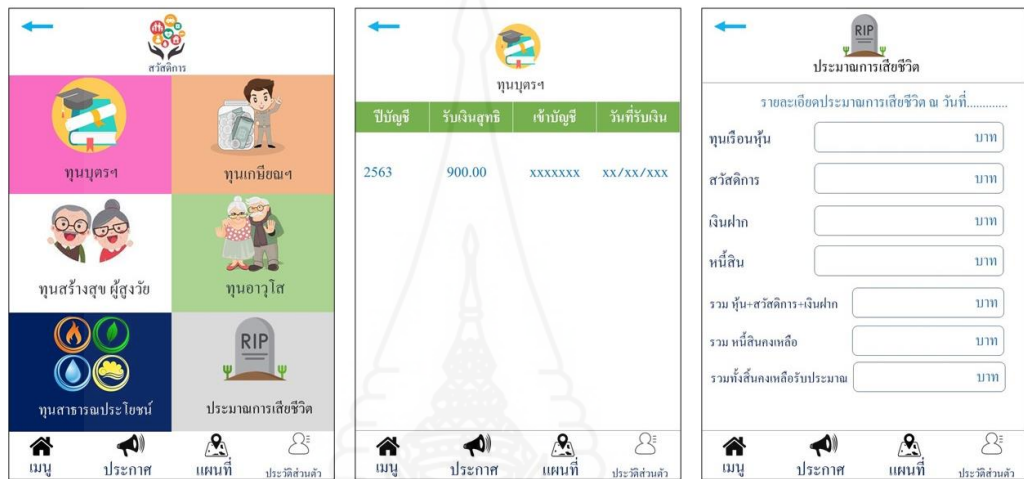 สวัสดิการ
ทุนบุตรฯ
ทุนเกษียณฯ
ทุนสร้างสุข ผู้สูงวัย
ทุนอาวุโส
RIP
ทุนสาธารณประโยชน์
ประมาณการเสียชีวิต
เมนู
ประกาศ
แผนที่
ประวัติส่วนตัว
ทุนบุตรฯ
ปีบัญชี รับเงินสุทธิ เข้าบัญชี วันที่รับเงิน
2563 900.00 xxxxxxx xx/xx/xxx
เมนู
ประกาศ
แผนที่
ประวัติส่วนตัว
RIP
ประมาณการเสียชีวิต
รายละเอียดประมาณการเสียชีวิต ณ วันที่............
ทุนเรือนหุ้น บาท
สวัสดิการ บาท
เงินฝาก บาท
หนี้สิน บาท
รวม หุ้น+สวัสดิการ+เงินฝาก บาท
รวม หนี้สินคงเหลือ บาท
รวมทั้งสิ้นคงเหลือรับประมาณ บาท
เมนู
ประกาศ
แผนที่
ประวัติส่วนตัว